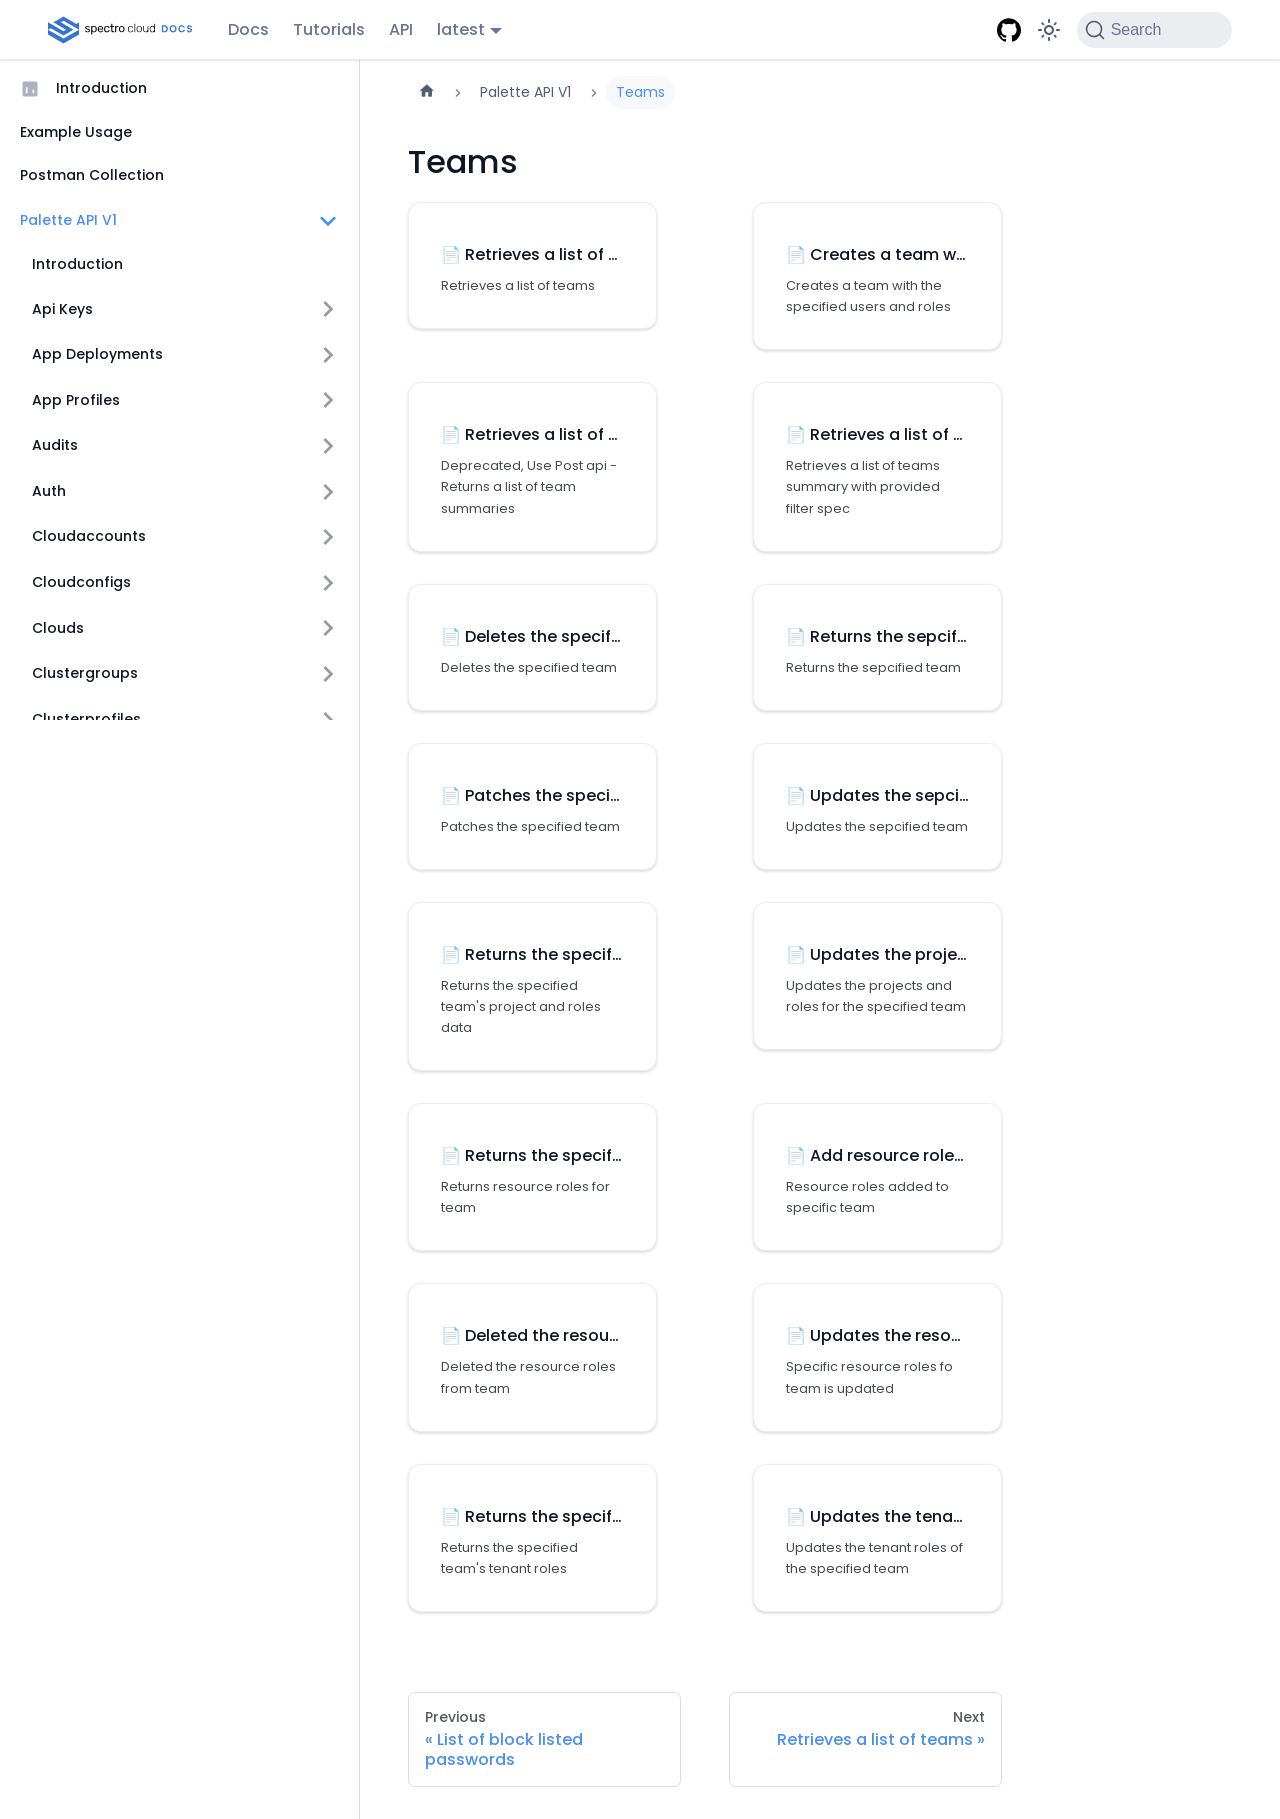 spectro cloud DOCS
Docs
Tutorials
API
latest
Search
Introduction
Example Usage
Postman Collection
Palette API V1
Introduction
Api Keys
App Deployments
App Profiles
Audits
Auth
Cloudaccounts
Cloudconfigs
Clouds
Clustergroups
Clusterprofiles
Palette API V1
Teams
Teams
Retrieves a list of ...
Retrieves a list of teams
Creates a team w...
Creates a team with the
specified users and roles
Retrieves a list of ...
Deprecated, Use Post api -
Returns a list of team
summaries
Retrieves a list of ...
Retrieves a list of teams
summary with provided
filter spec
Deletes the specif...
Deletes the specified team
Returns the sepcif...
Returns the sepcified team
Patches the speci...
Patches the specified team
Updates the sepci...
Updates the sepcified team
Returns the specif...
Returns the specified
team's project and roles
data
Updates the proje...
Updates the projects and
roles for the specified team
Returns the specif...
Returns resource roles for
team
Add resource role...
Resource roles added to
specific team
Deleted the resou...
Deleted the resource roles
from team
Updates the reso...
Specific resource roles fo
team is updated
Returns the specif...
Returns the specified
team's tenant roles
Updates the tena...
Updates the tenant roles of
the specified team
Previous
« List of block listed
passwords
Next
Retrieves a list of teams »